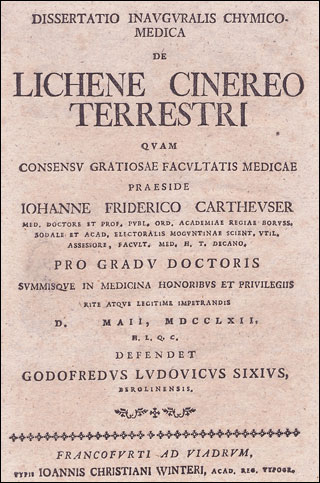 DISSERTATIO INAVGVRALIS CHYMICO-
MEDICA
DE
LICHENE CINEREO
TERRESTRI
QVAM
CONSENSV GRATIOSAE FACVLTATIS MEDICAE
PRAESIDE
IOHANNE FRIDERICO CARTHEVSER
MED. DOCTORE ET PROF. PVBL. ORD. ACADEMIAE REGIAE BORVSS.
SODALE ET ACAD. ELECTORALIS MOGVNTINAE SCIENT. VTIL.
ASSESSORE, FACVLT. MED. H. T. DECANO,
PRO GRADV DOCTORIS
SVMMISQVE IN MEDICINA HONORIBVS ET PRIVILEGIIS
RITE ATQVE LEGITIME IMPETRANDIS
D. MAII, MDCCLXII,
H. L. Q. C.
DEFENDET
GODOFREDVS LVDOVICVS SIXIVS,
BEROLINENSIS.
FRANCOFVRTI AD VIADRVM,
TYPIS IOANNIS CHRISTIANI WINTERI, ACAD. REG. TYPOGR.